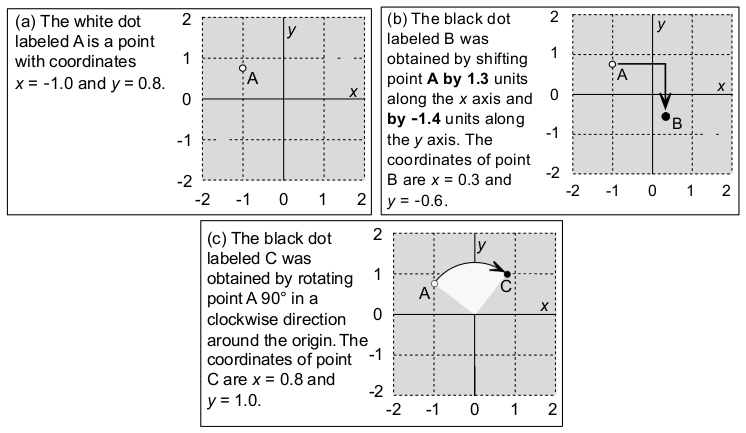 (a) The white dot
labeled A is a point
with coordinates
x = -1.0 and y = 0.8.
2
1
0
-1
-2
-2 -1 0 1 2
y
x
A
(b) The black dot
labeled B was
obtained by shifting
point A by 1.3 units
along the x axis and
by -1.4 units along
the y axis. The
coordinates of point
B are x = 0.3 and
y = -0.6.
2
1
0
-1
-2
-2 -1 0 1 2
y
x
A
B
(c) The black dot
labeled C was
obtained by rotating
point A 90° in a
clockwise direction
around the origin. The
coordinates of point
C are x = 0.8 and
y = 1.0.
2
1
0
-1
-2
-2 -1 0 1 2
y
x
A
C